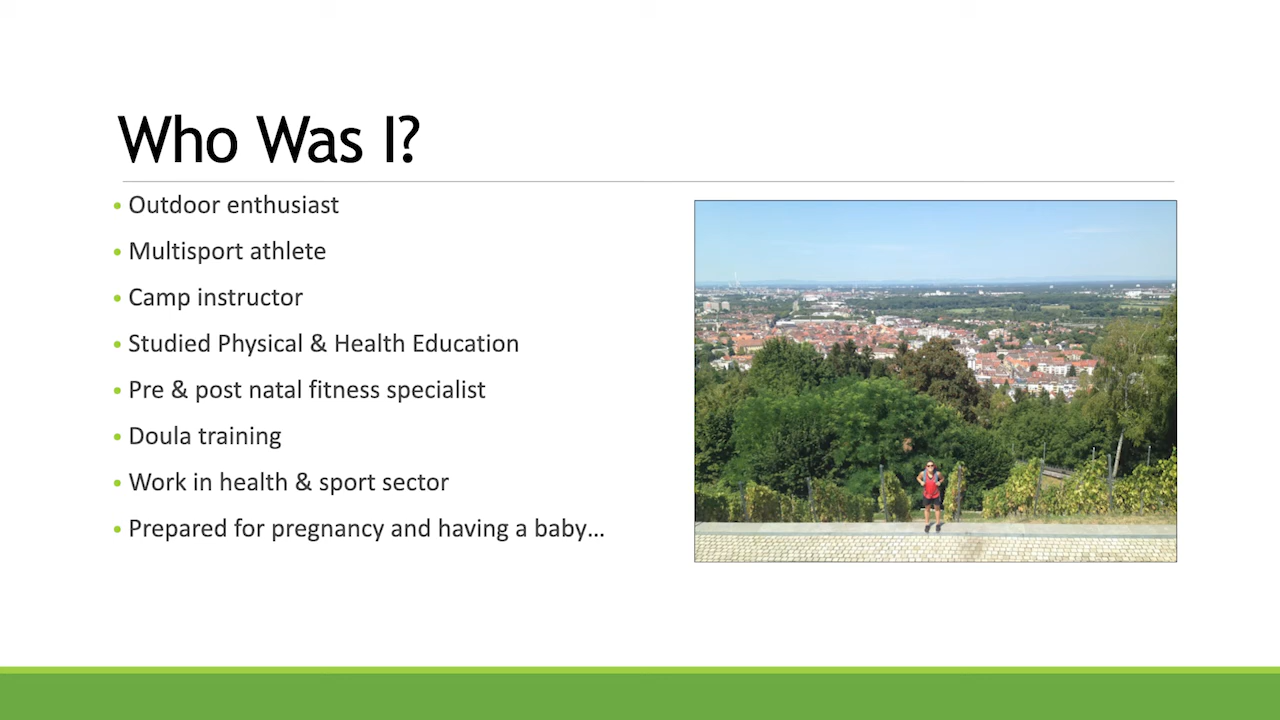 Who Was I?
• Outdoor enthusiast
• Multisport athlete
• Camp instructor
• Studied Physical & Health Education
• Pre & post natal fitness specialist
• Doula training
• Work in health & sport sector
• Prepared for pregnancy and having a baby…